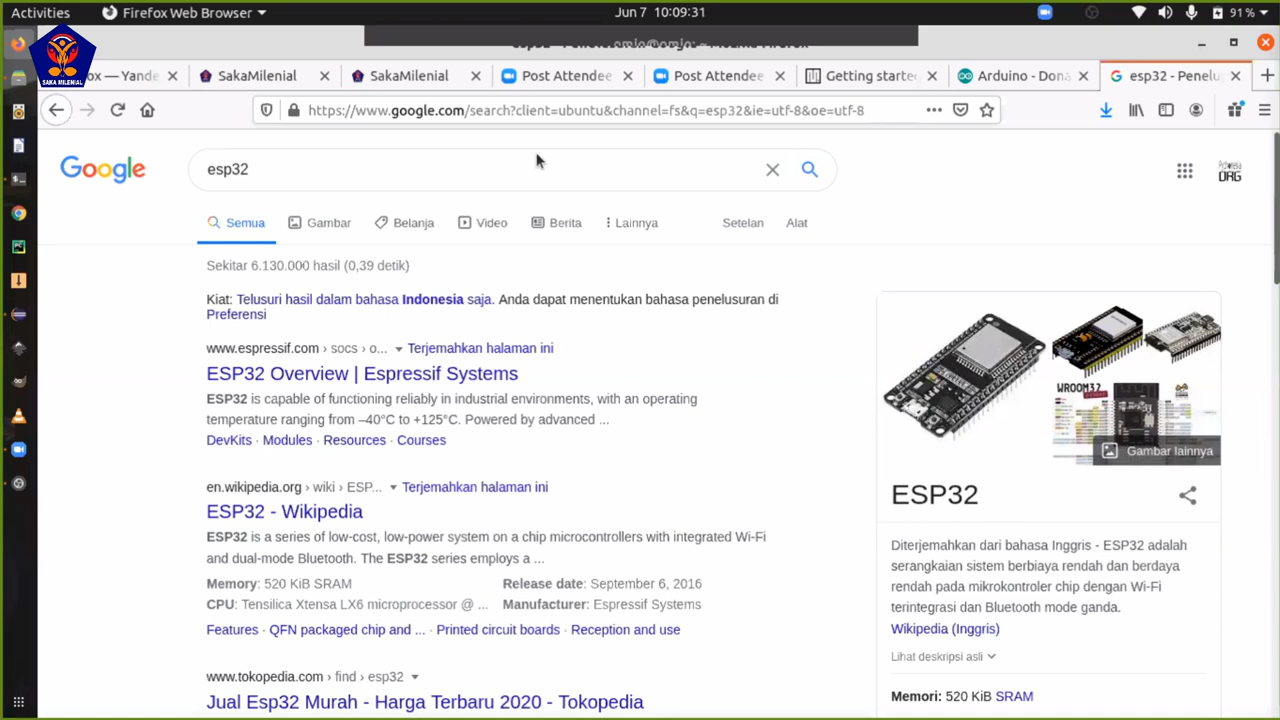 Activities
Firefox Web Browser
Jun 7 10:09:31
91 %
SAKA MILENIAL
ox — Yande
SakaMilenial
SakaMilenial
Post Attendee
Post Attendee
Getting starte
Arduino - Dona
esp32 - Penelu
https://www.google.com/search?client=ubuntu&channel=fs&q=esp32&ie=utf-8&oe=utf-8
Google
esp32
ORG
Semua
Gambar
Belanja
Video
Berita
Lainnya
Setelan
Alat
Sekitar 6.130.000 hasil (0,39 detik)
Kiat: Telusuri hasil dalam bahasa Indonesia saja. Anda dapat menentukan bahasa penelusuran di
Preferensi
www.espressif.com › socs › o... Terjemahkan halaman ini
ESP32 Overview | Espressif Systems
ESP32 is capable of functioning reliably in industrial environments, with an operating
temperature ranging from –40°C to +125°C. Powered by advanced ...
DevKits · Modules · Resources · Courses
en.wikipedia.org › wiki › ESP... Terjemahkan halaman ini
ESP32 - Wikipedia
ESP32 is a series of low-cost, low-power system on a chip microcontrollers with integrated Wi-Fi
and dual-mode Bluetooth. The ESP32 series employs a ...
Memory: 520 KiB SRAM
Release date: September 6, 2016
CPU: Tensilica Xtensa LX6 microprocessor @ ...
Manufacturer: Espressif Systems
Features · QFN packaged chip and ... · Printed circuit boards · Reception and use
www.tokopedia.com › find › esp32
Jual Esp32 Murah - Harga Terbaru 2020 - Tokopedia
WROOM32
Gambar lainnya
ESP32
Diterjemahkan dari bahasa Inggris - ESP32 adalah
serangkaian sistem berbiaya rendah dan berdaya
rendah pada mikrokontroler chip dengan Wi-Fi
terintegrasi dan Bluetooth mode ganda.
Wikipedia (Inggris)
Lihat deskripsi asli
Memori: 520 KiB SRAM